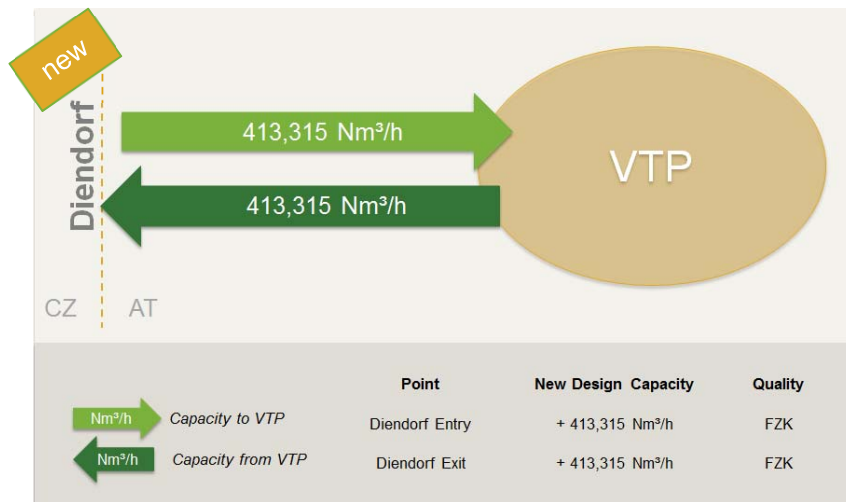 new
Diendorf
413,315 Nm³/h
413,315 Nm³/h
VTP
CZ AT
Point New Design Capacity Quality
Nm³/h Capacity to VTP Diendorf Entry + 413,315 Nm³/h FZK
Nm³/h Capacity from VTP Diendorf Exit + 413,315 Nm³/h FZK